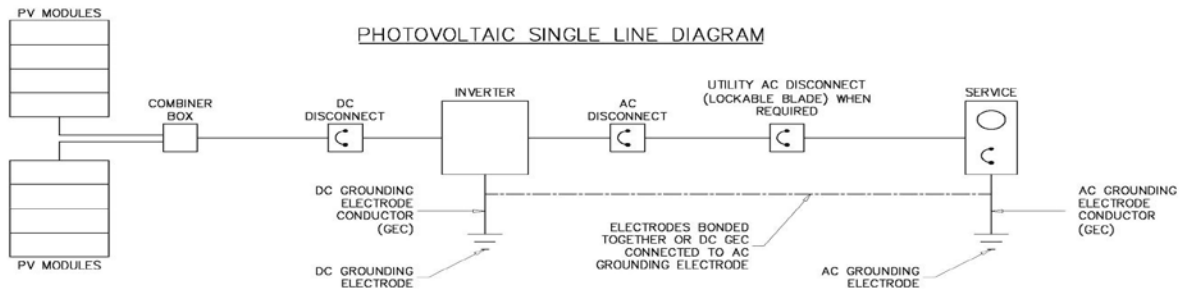 PV MODULES
PHOTOVOLTAIC SINGLE LINE DIAGRAM
COMBINER
BOX
DC
DISCONNECT
INVERTER
AC
DISCONNECT
UTILITY AC DISCONNECT
(LOCKABLE BLADE) WHEN
REQUIRED
SERVICE
PV MODULES
DC GROUNDING
ELECTRODE
CONDUCTOR
(GEC)
DC GROUNDING
ELECTRODE
ELECTRODES BONDED
TOGETHER OR DC GEC
CONNECTED TO AC
GROUNDING ELECTRODE
AC GROUNDING
ELECTRODE
CONDUCTOR
(GEC)
AC GROUNDING
ELECTRODE